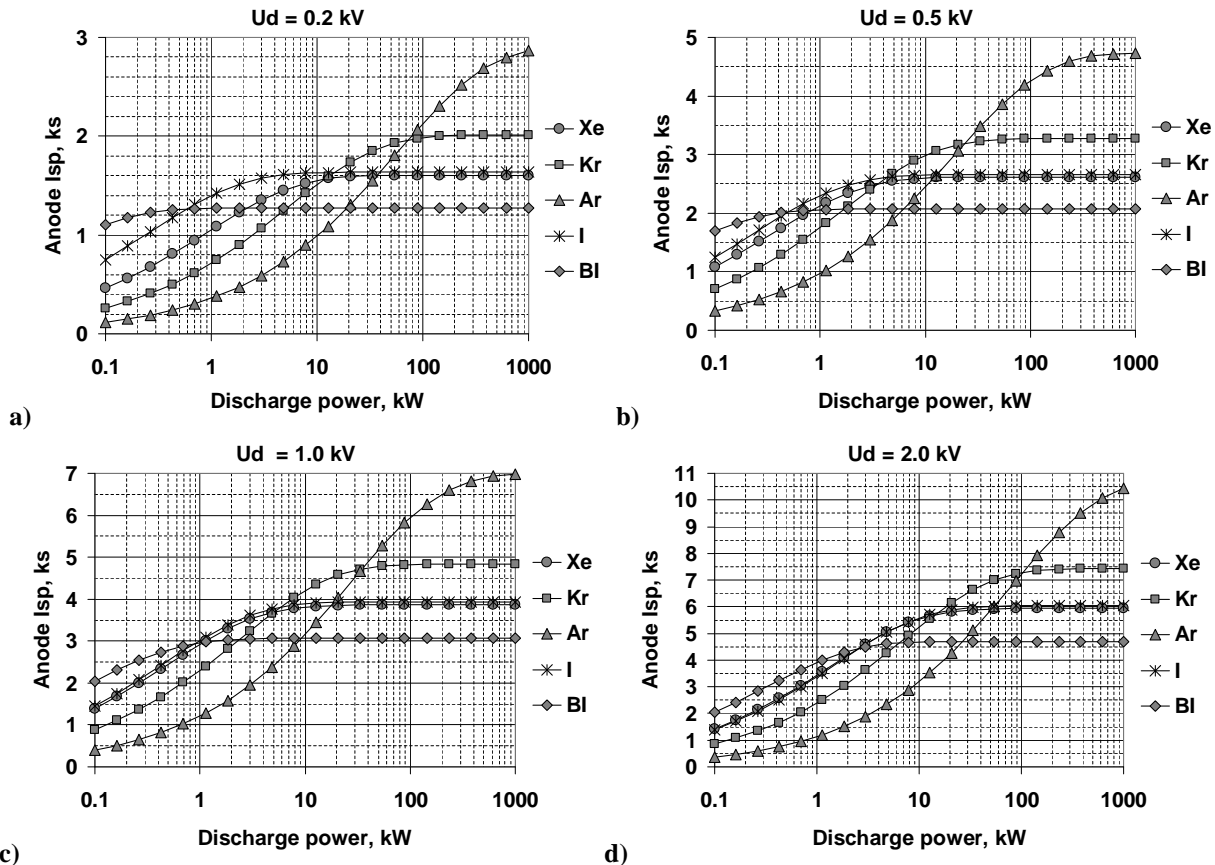 Ud = 0.2 kV
3
2
1
0
Anode Isp, ks
0.1 1 10 100 1000
Discharge power, kW
Xe
Kr
Ar
I
BI
a)
Ud = 0.5 kV
5
4
3
2
1
0
Anode Isp, ks
0.1 1 10 100 1000
Discharge power, kW
Xe
Kr
Ar
I
BI
b)
Ud = 1.0 kV
7
6
5
4
3
2
1
0
Anode Isp, ks
0.1 1 10 100 1000
Discharge power, kW
Xe
Kr
Ar
I
BI
c)
Ud = 2.0 kV
11
10
9
8
7
6
5
4
3
2
1
0
Anode Isp, ks
0.1 1 10 100 1000
Discharge power, kW
Xe
Kr
Ar
I
BI
d)